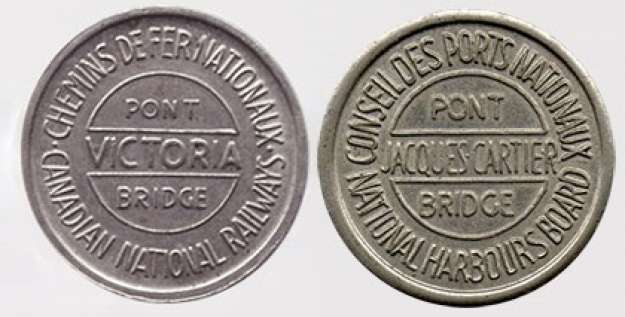 CHEMINS DE FER NATIONAUX
PONT
VICTORIA
BRIDGE
CANADIAN NATIONAL RAILWAYS
CONSEIL DES PORTS NATIONAUX
PONT
JACQUES-CARTIER
BRIDGE
NATIONAL HARBOURS BOARD